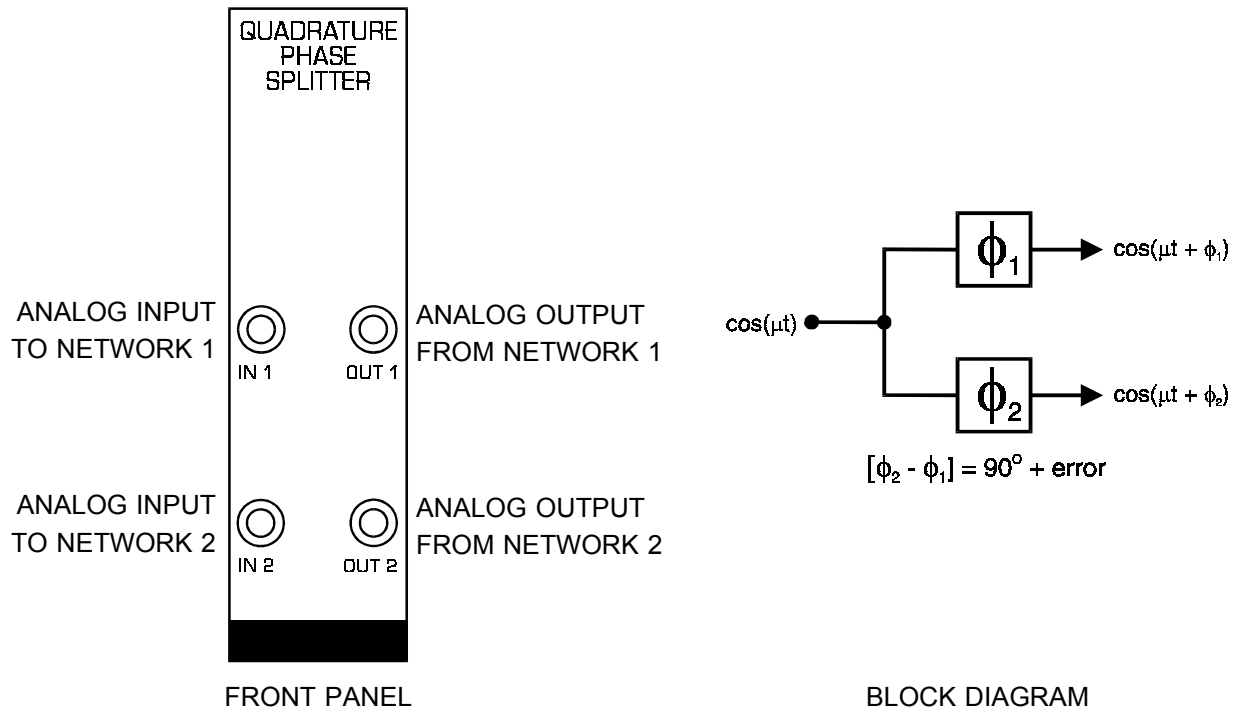 QUADRATURE
PHASE
SPLITTER
ANALOG INPUT
TO NETWORK 1
IN 1
OUT 1
ANALOG OUTPUT
FROM NETWORK 1
ANALOG INPUT
TO NETWORK 2
IN 2
OUT 2
ANALOG OUTPUT
FROM NETWORK 2
FRONT PANEL
cos(μt)
ϕ₁
cos(μt + ϕ₁)
ϕ₂
cos(μt + ϕ₂)
[ϕ₂ - ϕ₁] = 90° + error
BLOCK DIAGRAM